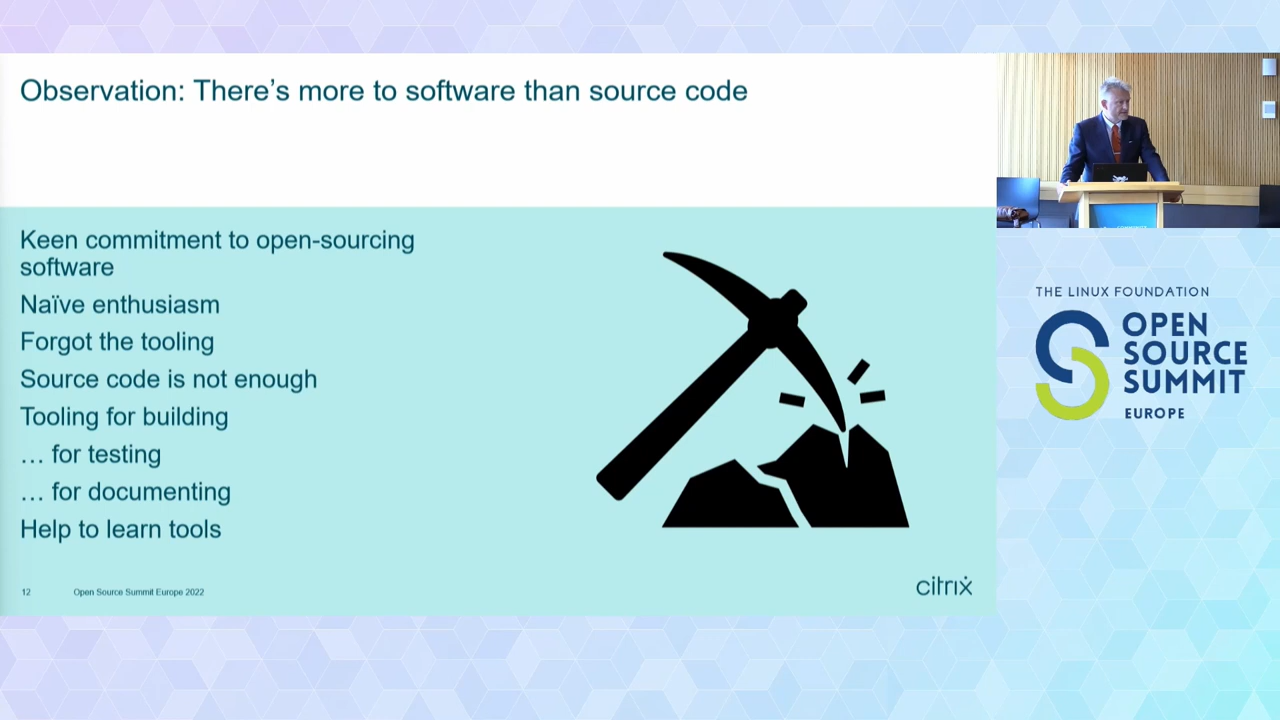 Observation: There's more to software than source code
Keen commitment to open-sourcing
software
Naïve enthusiasm
Forgot the tooling
Source code is not enough
Tooling for building
… for testing
… for documenting
Help to learn tools
12
Open Source Summit Europe 2022
citrix
THE LINUX FOUNDATION
OPEN
SOURCE
SUMMIT
EUROPE